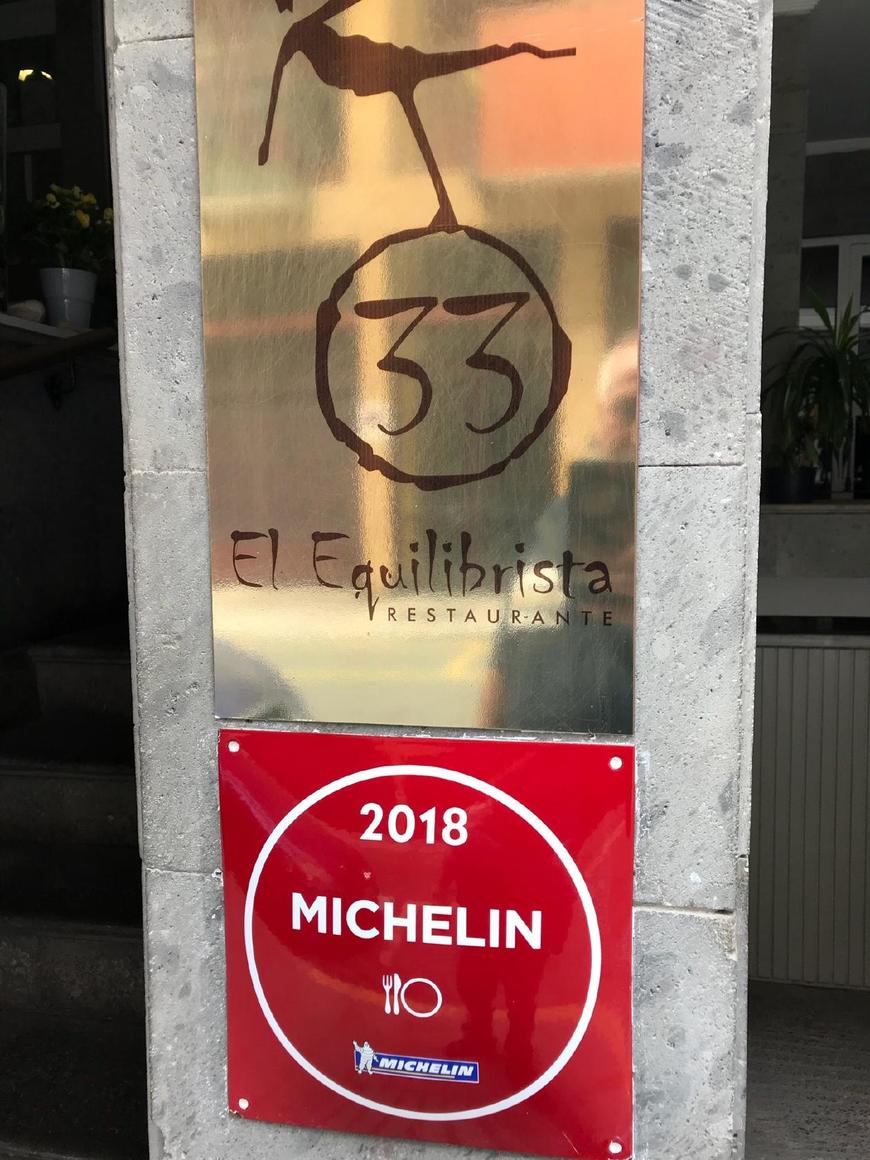 33
El Equilibrista
RESTAURANTE
2018
MICHELIN
MICHELIN